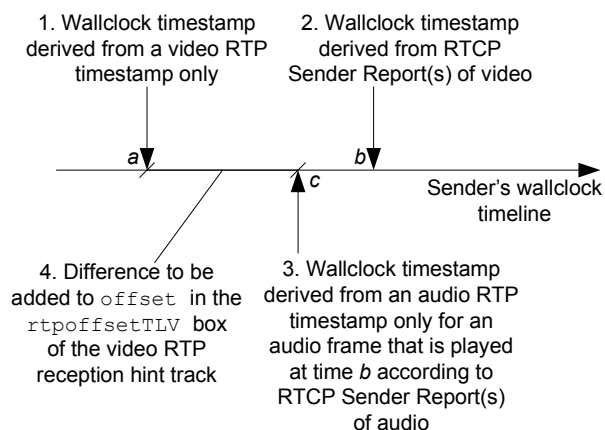 1. Wallclock timestamp
derived from a video RTP
timestamp only
2. Wallclock timestamp
derived from RTCP
Sender Report(s) of video
a
b
c
Sender's wallclock
timeline
4. Difference to be
added to offset in the
rtpoffsetTLV box
of the video RTP
reception hint track
3. Wallclock timestamp
derived from an audio RTP
timestamp only for an
audio frame that is played
at time b according to
RTCP Sender Report(s)
of audio